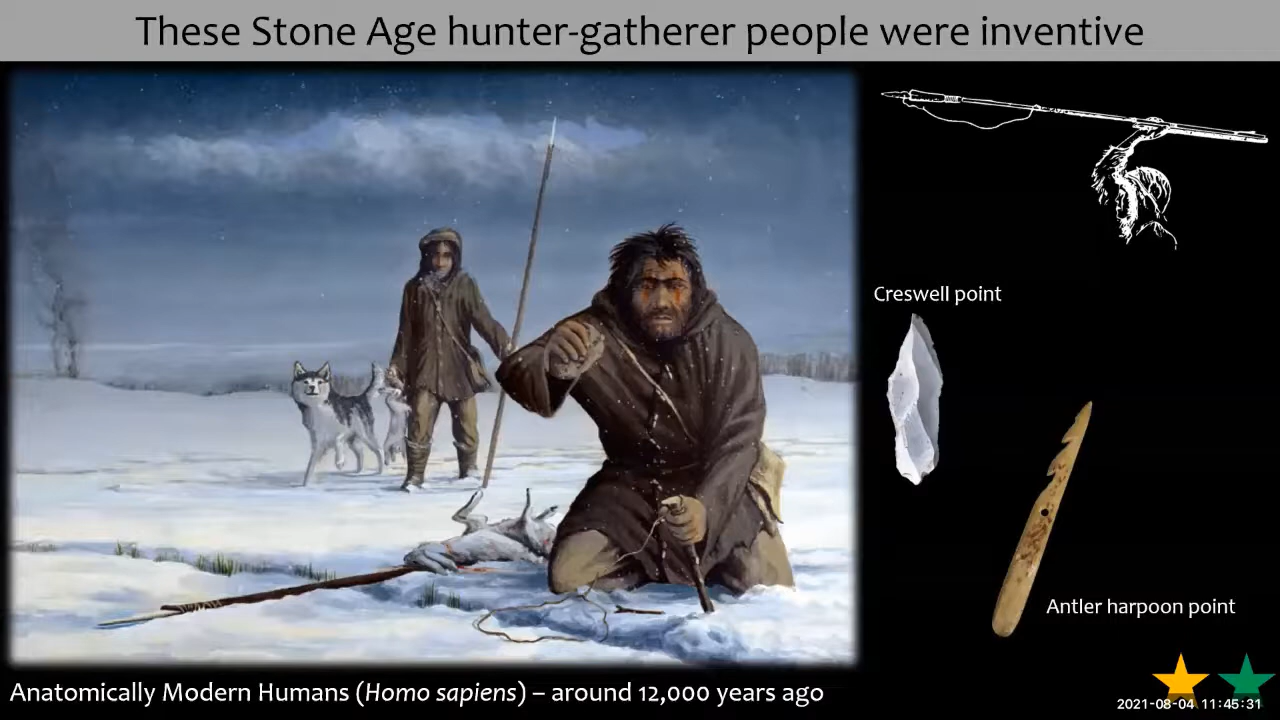 These Stone Age hunter-gatherer people were inventive
Creswell point
Antler harpoon point
Anatomically Modern Humans (Homo sapiens) – around 12,000 years ago
2021-08-04 11:45:31